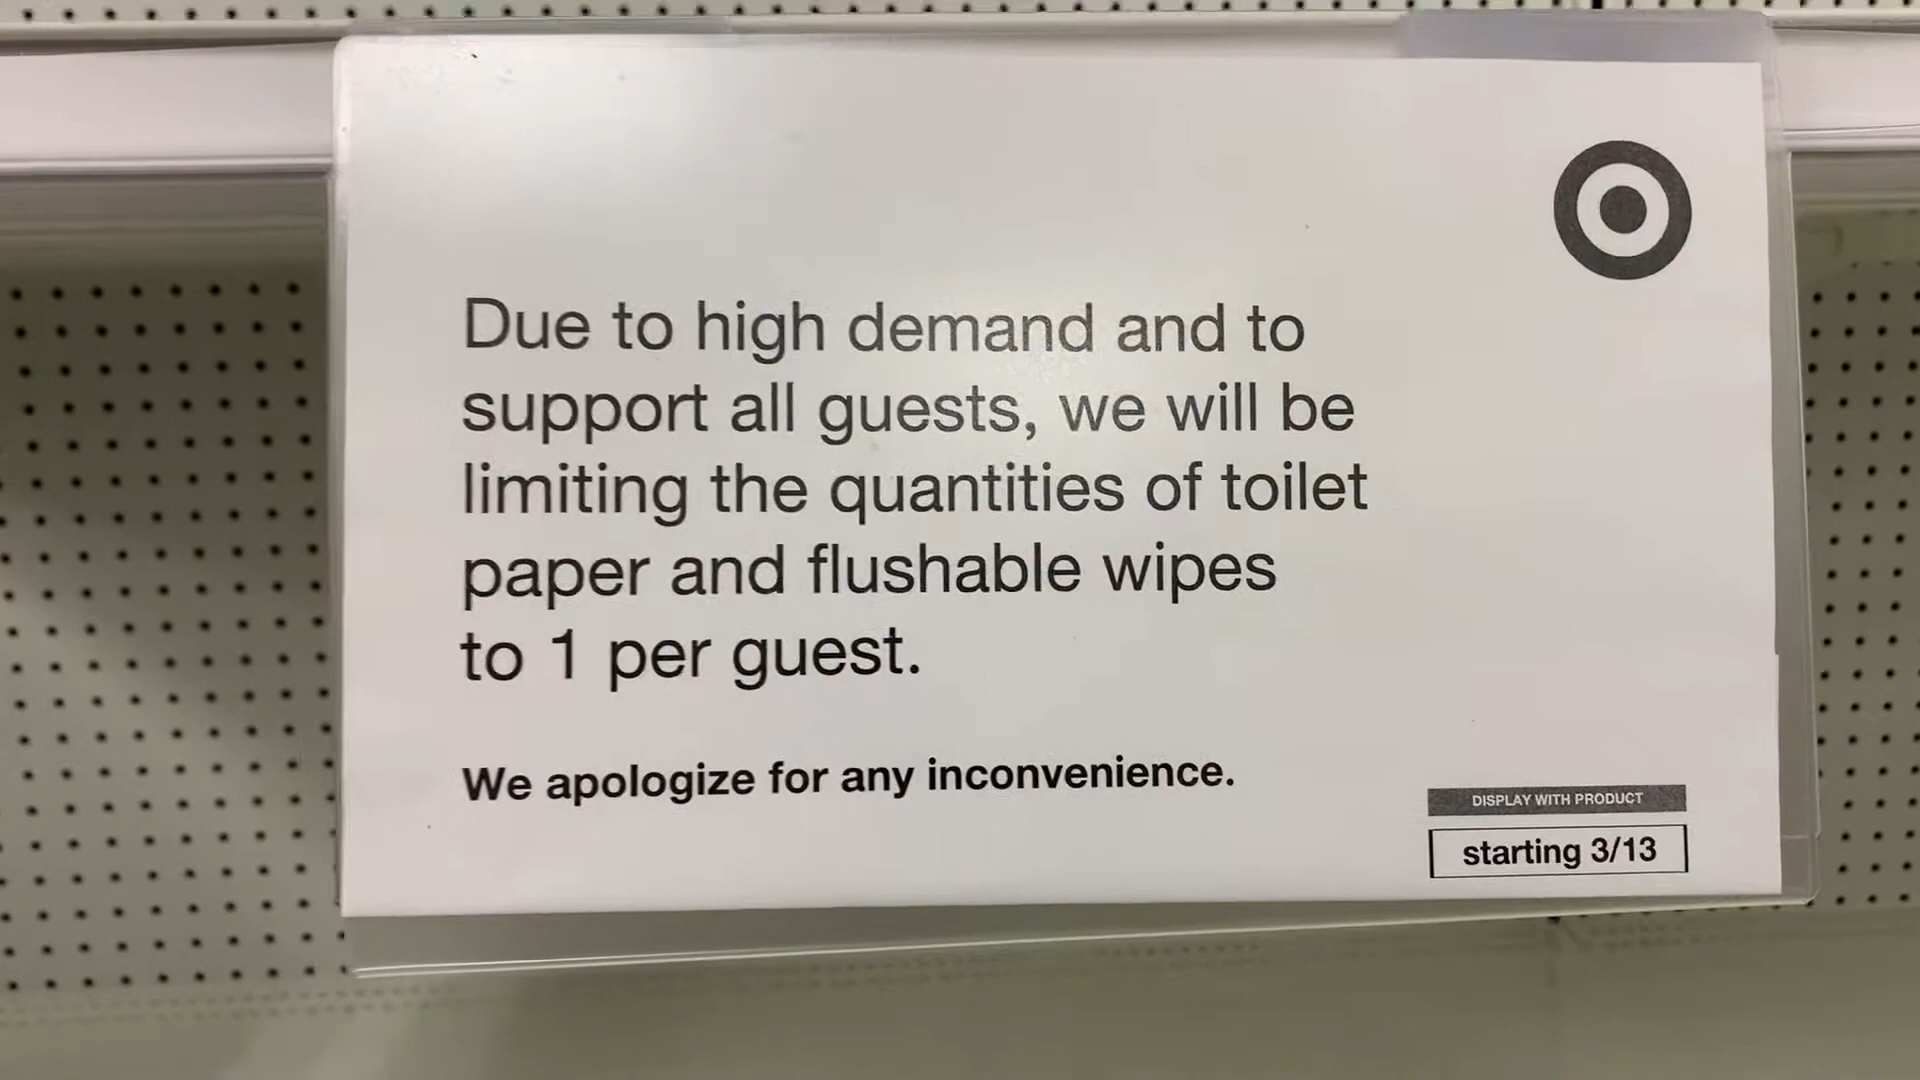 Due to high demand and to
support all guests, we will be
limiting the quantities of toilet
paper and flushable wipes
to 1 per guest.
We apologize for any inconvenience.
DISPLAY WITH PRODUCT
starting 3/13